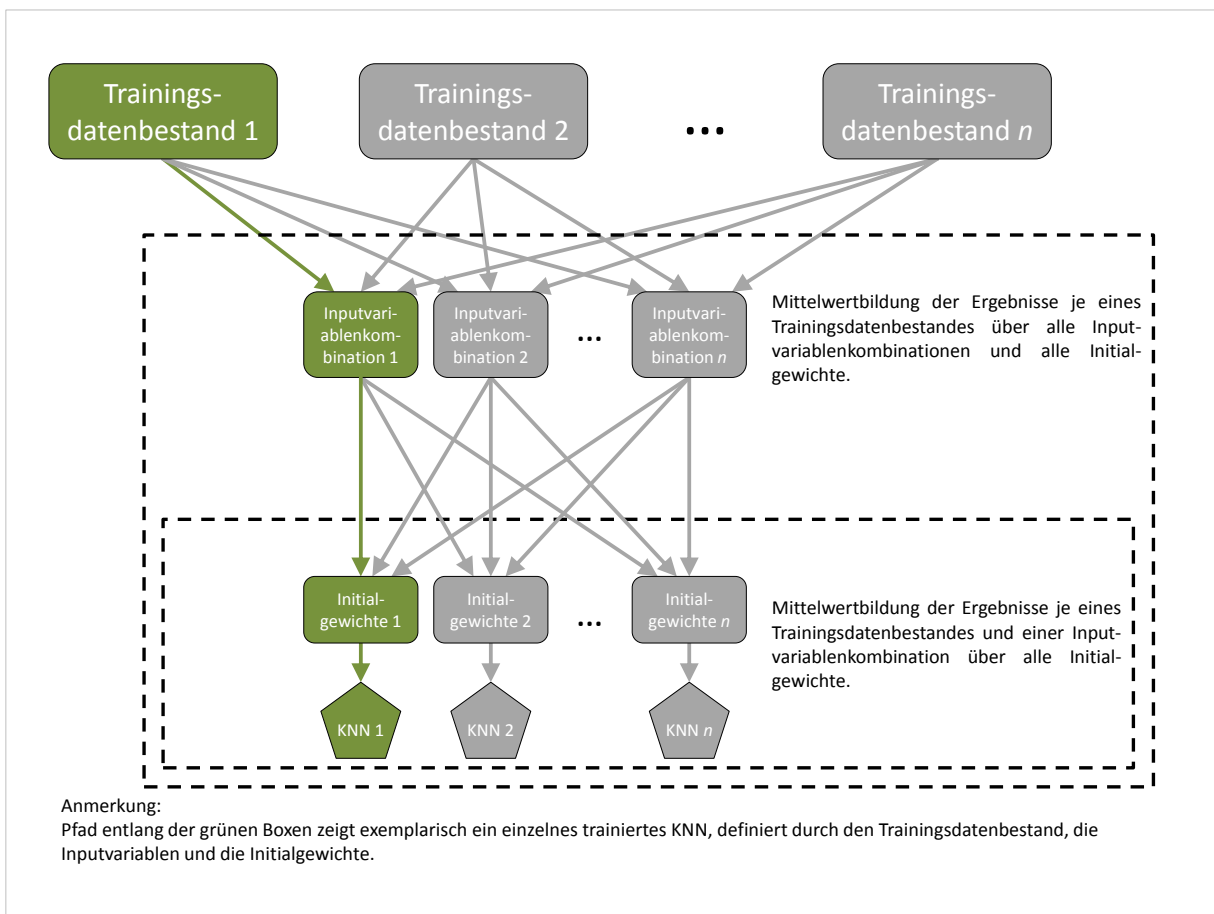 Trainings-
datenbestand 1
Trainings-
datenbestand 2
...
Trainings-
datenbestand n
Inputvari-
ablenkom-
bination 1
Inputvari-
ablenkom-
bination 2
...
Inputvari-
ablenkom-
bination n
Mittelwertbildung der Ergebnisse je eines
Trainingsdatenbestandes über alle Input-
variablenkombinationen und alle Initial-
gewichte.
Initial-
gewichte 1
Initial-
gewichte 2
...
Initial-
gewichte n
Mittelwertbildung der Ergebnisse je eines
Trainingsdatenbestandes und einer Input-
variablenkombination über alle Initial-
gewichte.
KNN 1
KNN 2
KNN n
Anmerkung:
Pfad entlang der grünen Boxen zeigt exemplarisch ein einzelnes trainiertes KNN, definiert durch den Trainingsdatenbestand, die
Inputvariablen und die Initialgewichte.